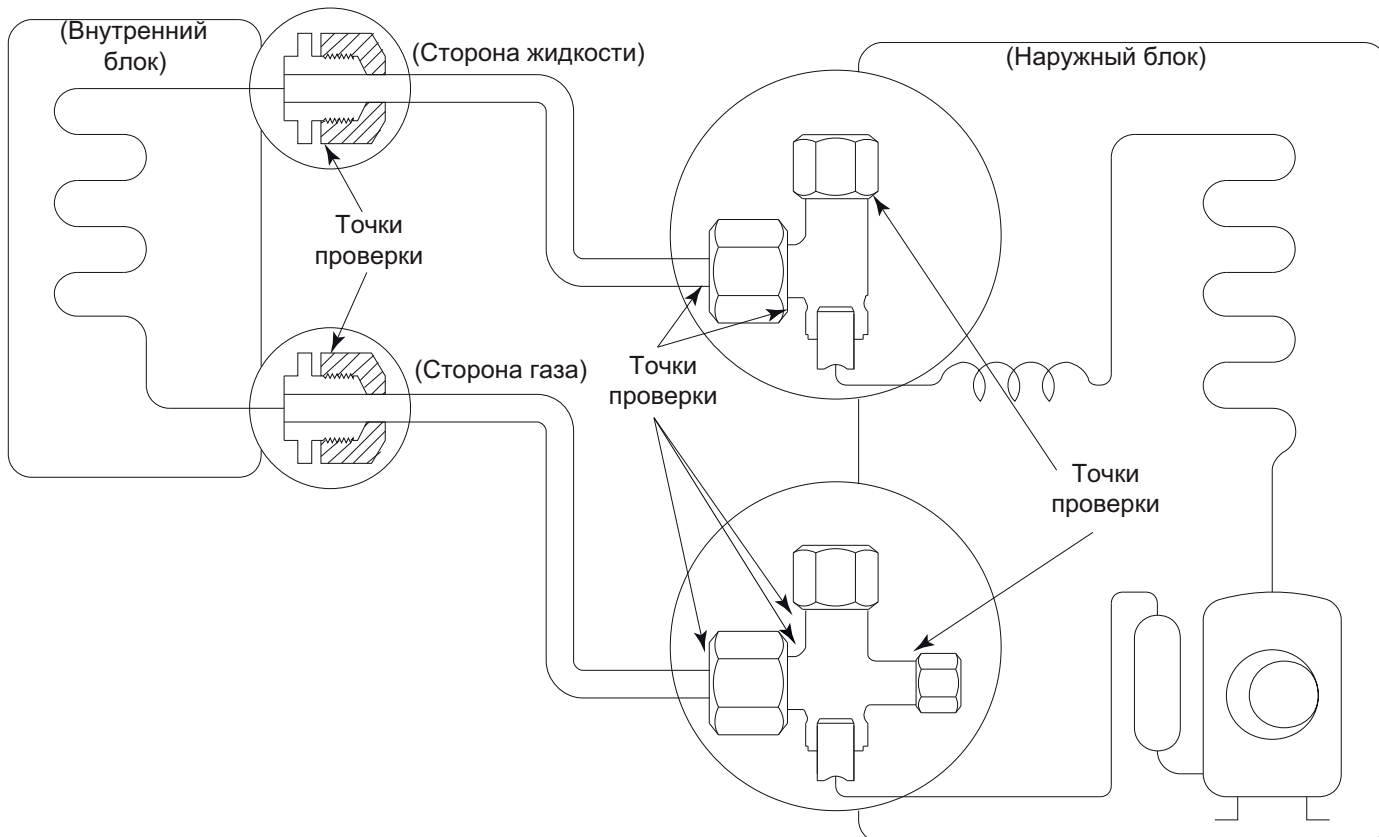 (Внутренний
блок)
(Сторона жидкости)
(Наружный блок)
Точки
проверки
(Сторона газа)
Точки
проверки
Точки
проверки